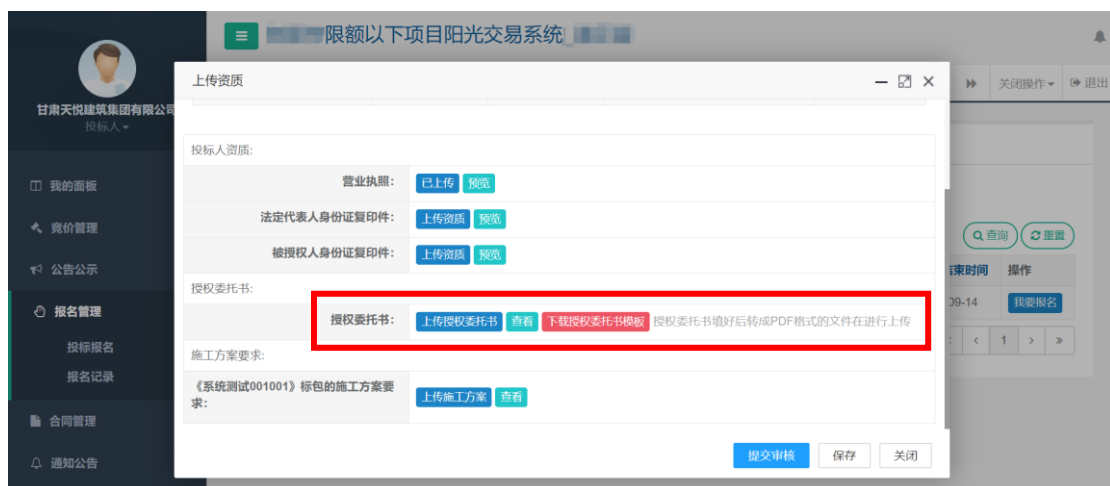 限额以下项目阳光交易系统
上传资质
甘肃天悦建筑集团有限公司
投标人
关闭操作 退出
投标人资质:
我的面板
营业执照: 已上传 预览
法定代表人身份证复印件: 上传资质 预览
竞价管理
查询 重置
被授权人身份证复印件: 上传资质 预览
公告公示
束时间 操作
授权委托书:
09-14 我要报名
报名管理
授权委托书: 上传授权委托书 查看 下载授权委托书模板 授权委托书填好后转成PDF格式的文件在进行上传
投标报名
< 1 > »
施工方案要求:
报名记录
《系统测试001001》标包的施工方案要
求: 上传施工方案 查看
合同管理
提交审核 保存 关闭
通知公告